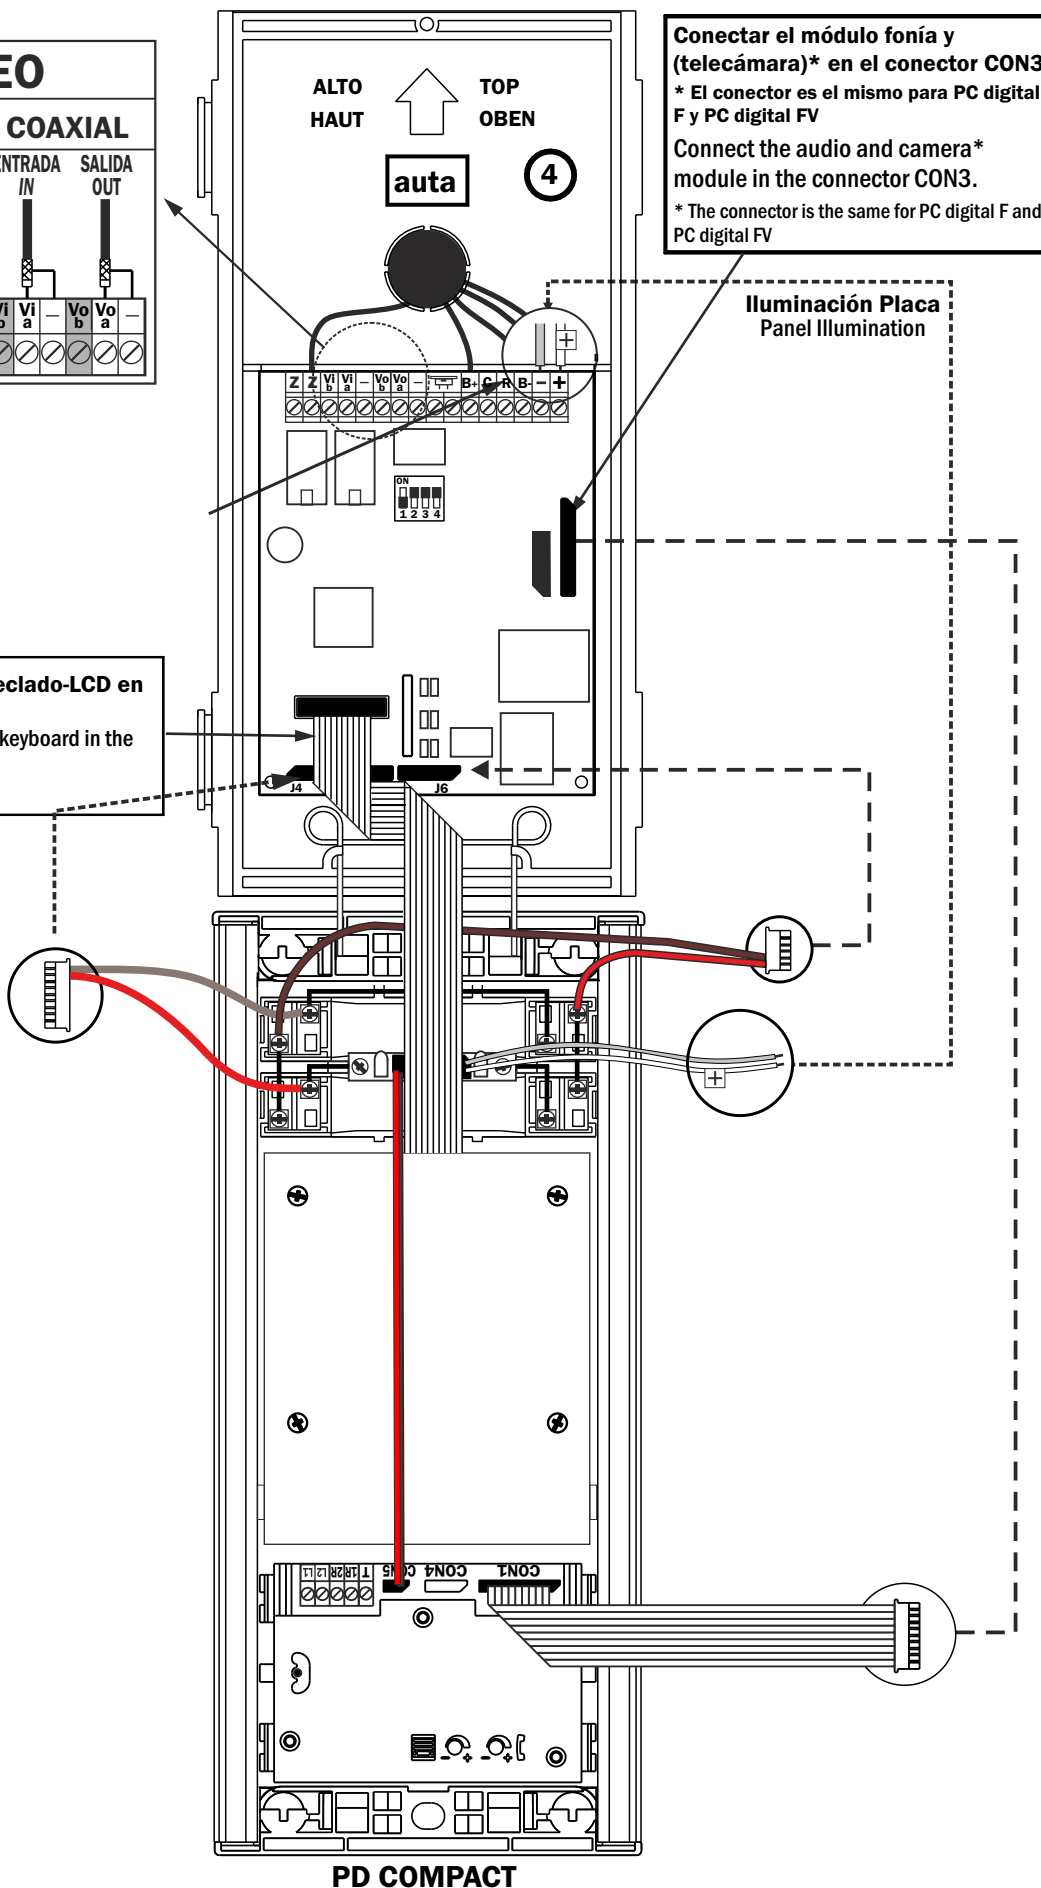 EO
COAXIAL
ENTRADA
IN
SALIDA
OUT
Vi b
Vi a
—
Vo b
Vo a
—
ALTO
HAUT
TOP
OBEN
auta
4
Conectar el módulo fonía y
(telecámara)* en el conector CON3
* El conector es el mismo para PC digital
F y PC digital FV
Connect the audio and camera*
module in the connector CON3.
* The connector is the same for PC digital F and
PC digital FV
Iluminación Placa
Panel Illumination
+
Z Z Vi b Vi a — Vo b Vo a — B+ C R B- — +
ON
1 2 3 4
eclado-LCD en
keyboard in the
J4
J6
+
L1 L2 R2 R1 T
CON5
CON4
CON1
- + - +
PD COMPACT